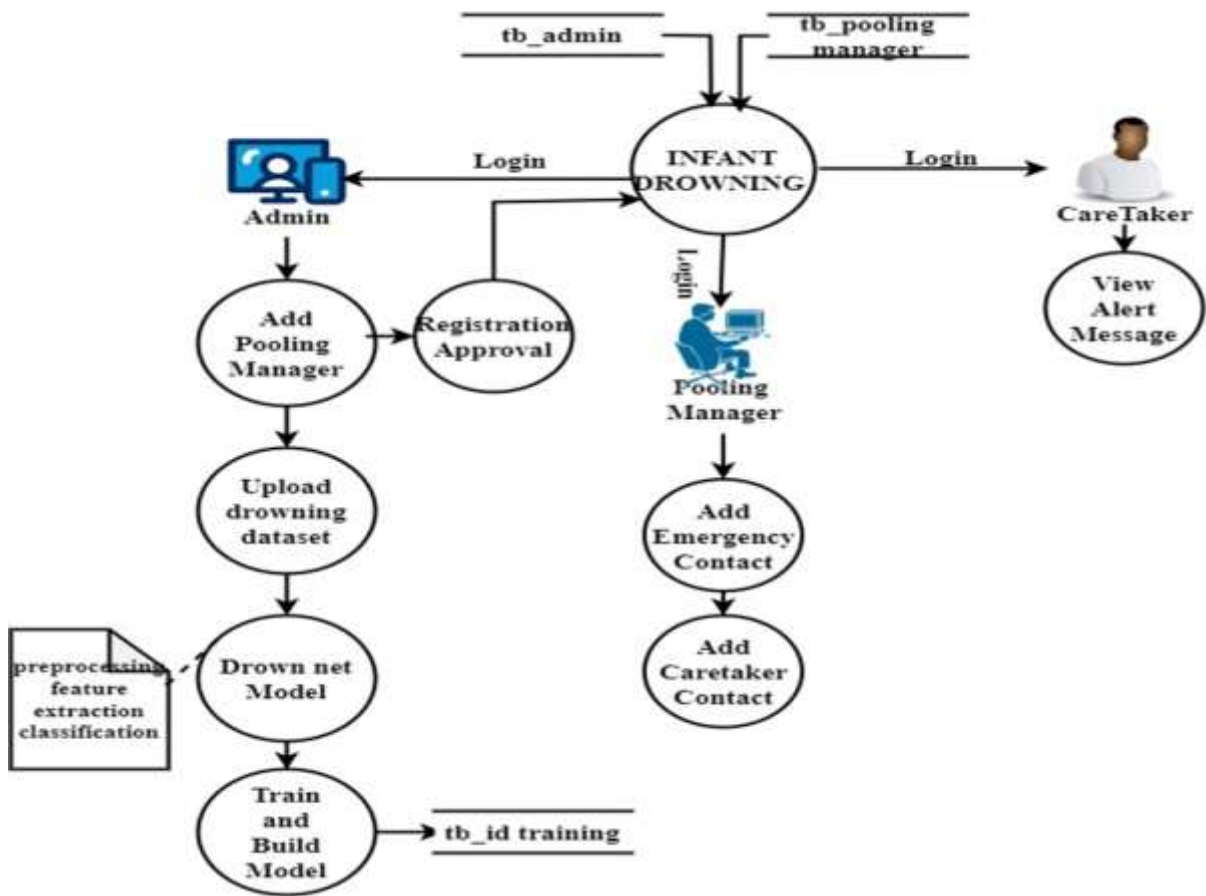 tb_admin
tb_pooling
manager
INFANT
DROWNING
Login
Admin
Login
CareTaker
Login
View
Alert
Message
Add
Pooling
Manager
Registration
Approval
Pooling
Manager
Upload
drowning
dataset
Add
Emergency
Contact
preprocessing
feature
extraction
classification
Drown net
Model
Add
Caretaker
Contact
Train
and
Build
Model
tb_id training